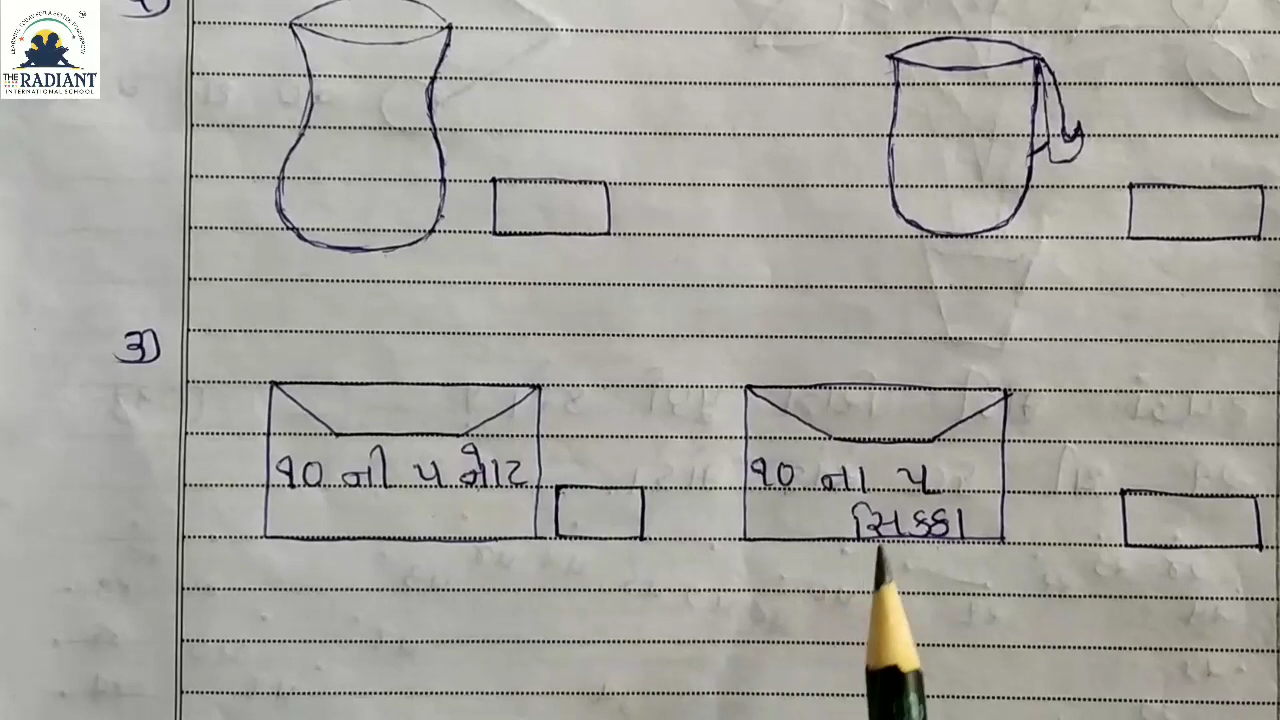 THE
RADIANT
INTERNATIONAL SCHOOL
૩)
૧૦ ની ૫ નોટ
૧૦ ના ૫
સિક્કા